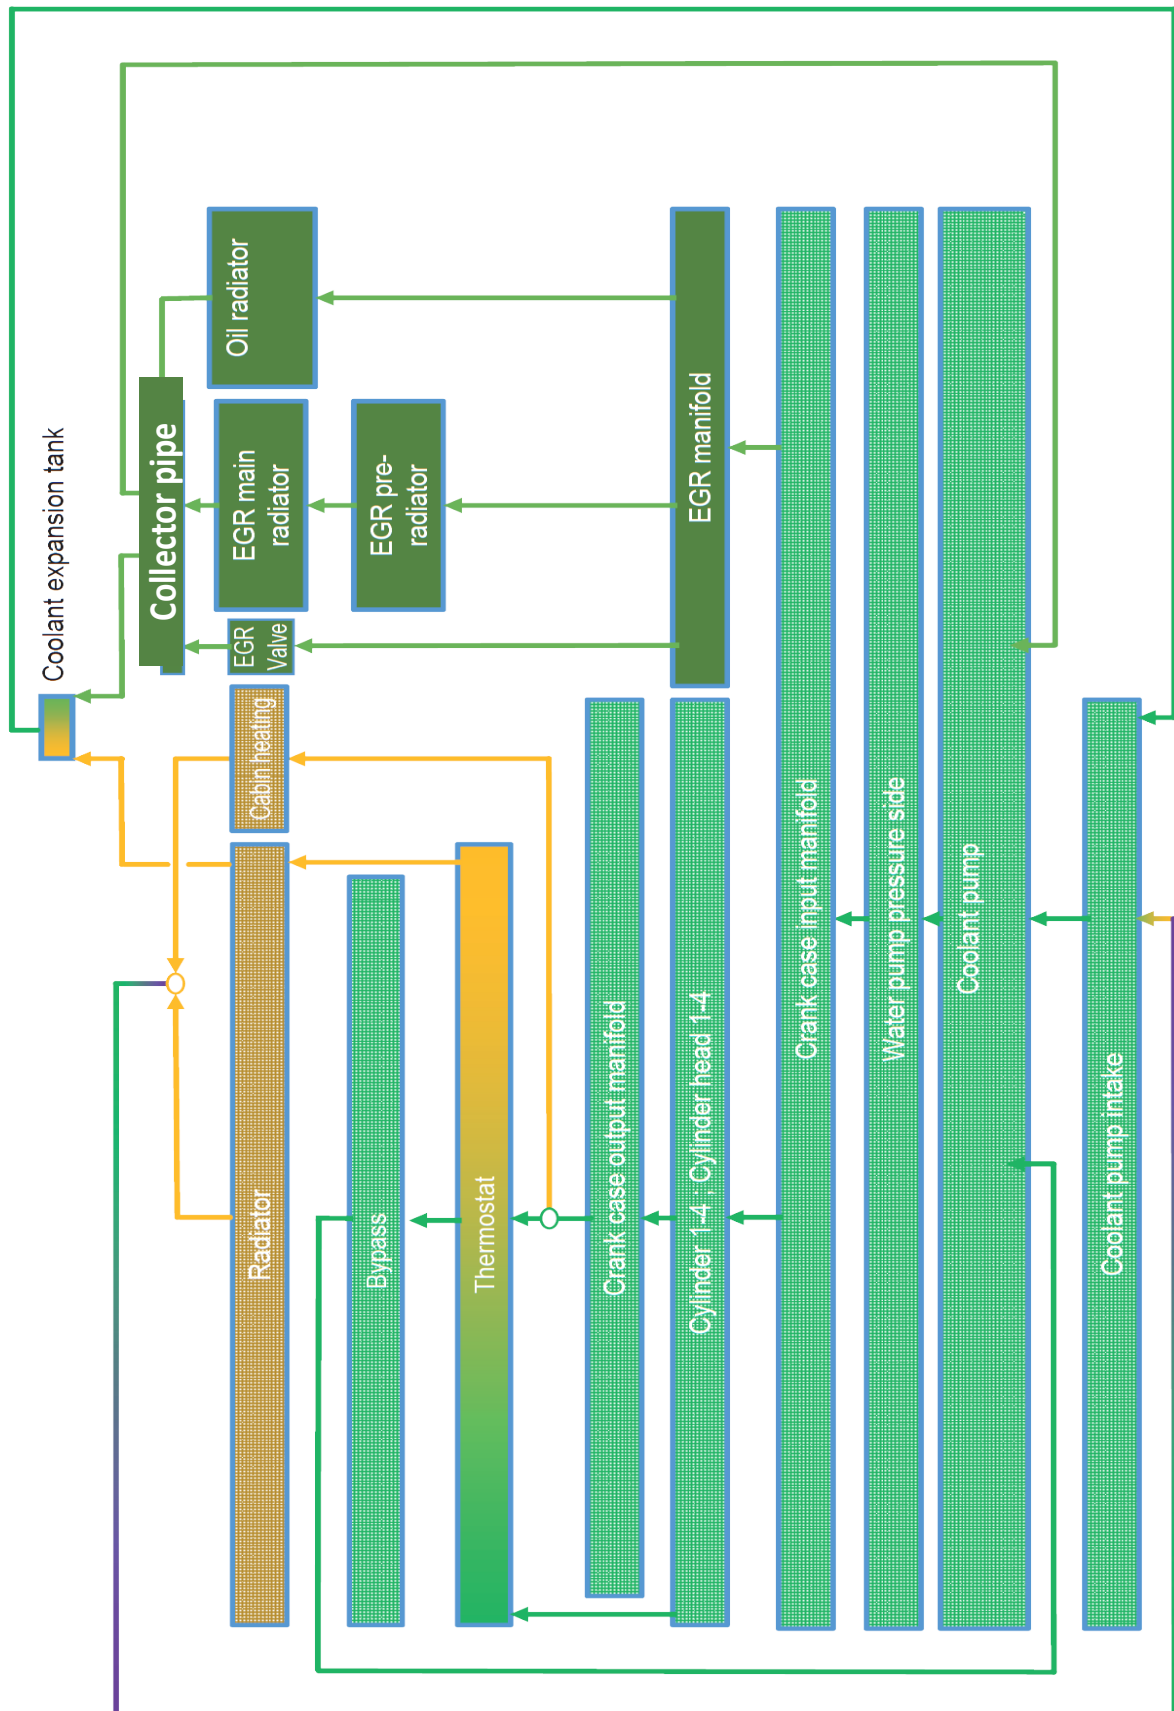 Coolant expansion tank
Collector pipe
Oil radiator
EGR main
radiator
EGR pre-
radiator
EGR
Valve
EGR manifold
Cabin heating
Radiator
Bypass
Thermostat
Crank case output manifold
Cylinder 1-4 ; Cylinder head 1-4
Crank case input manifold
Water pump pressure side
Coolant pump
Coolant pump intake